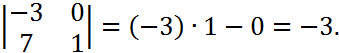 |−3 0|
|7 1| = (−3) · 1 − 0 = −3.